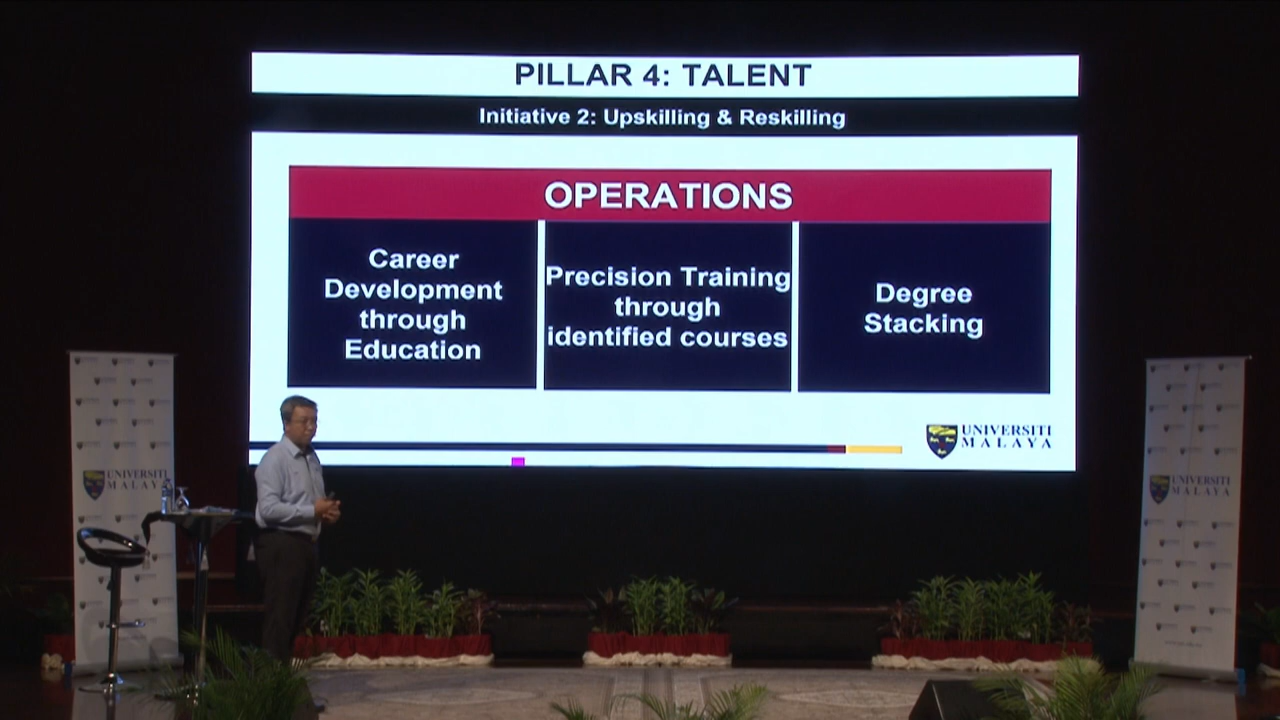 PILLAR 4: TALENT
Initiative 2: Upskilling & Reskilling
OPERATIONS
Career
Development
through
Education
Precision Training
through
identified courses
Degree
Stacking
UNIVERSITI
MALAYA
UNIVERSITI
MALAYA
UNIVERSITI
MALAYA